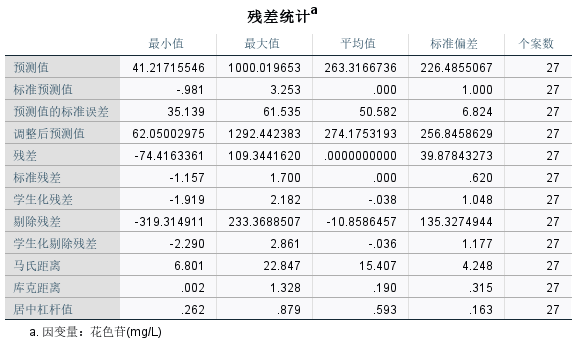 残差统计a
最小值 最大值 平均值 标准偏差 个案数
预测值 41.21715546 1000.019653 263.3166736 226.4855067 27
标准预测值 -.981 3.253 .000 1.000 27
预测值的标准误差 35.139 61.535 50.582 6.824 27
调整后预测值 62.05002975 1292.442383 274.1753193 256.8458629 27
残差 -74.4163361 109.3441620 .0000000000 39.87843273 27
标准残差 -1.157 1.700 .000 .620 27
学生化残差 -1.919 2.182 -.038 1.048 27
剔除残差 -319.314911 233.3688507 -10.8586457 135.3274944 27
学生化剔除残差 -2.290 2.861 -.036 1.177 27
马氏距离 6.801 22.847 15.407 4.248 27
库克距离 .002 1.328 .190 .315 27
居中杠杆值 .262 .879 .593 .163 27
a. 因变量：花色苷(mg/L)